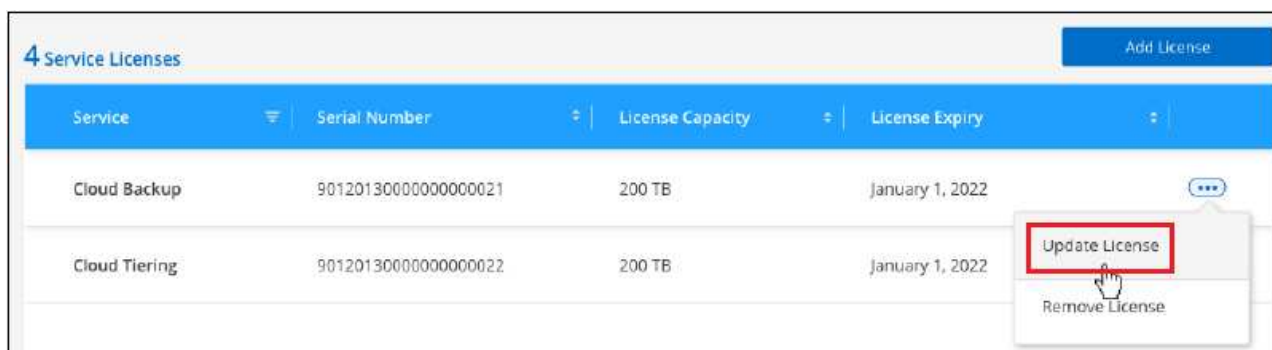 4 Service Licenses
Add License
Service Serial Number License Capacity License Expiry
Cloud Backup 90120130000000000021 200 TB January 1, 2022
Update License
Cloud Tiering 90120130000000000022 200 TB January 1, 2022
Remove License